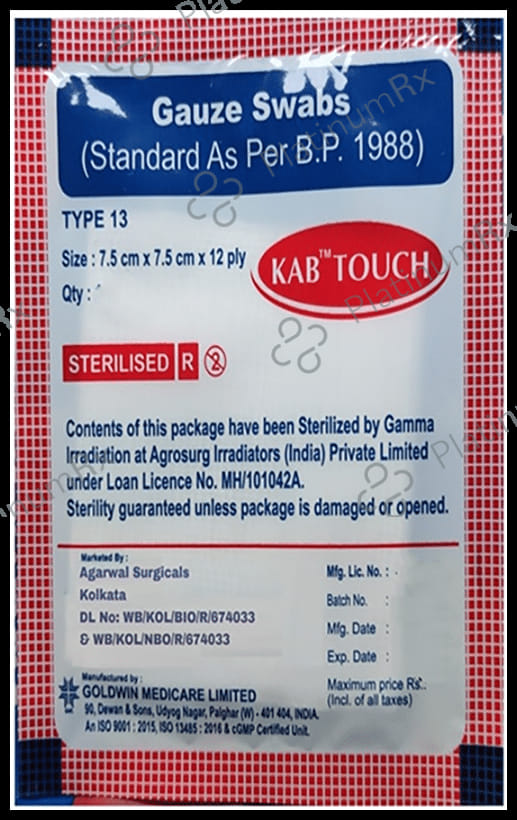 Gauze Swabs
(Standard As Per B.P. 1988)
TYPE 13
Size : 7.5 cm x 7.5 cm x 12 ply
Qty :
KAB™ TOUCH
STERILISED R 2
Contents of this package have been Sterilized by Gamma
Irradiation at Agrosurg Irradiators (India) Private Limited
under Loan Licence No. MH/101042A.
Sterility guaranteed unless package is damaged or opened.
Marketed By :
Agarwal Surgicals
Kolkata
DL No: WB/KOL/BIO/R/674033
& WB/KOL/NBO/R/674033
Mfg. Lic. No. :
Batch No. :
Mfg. Date :
Exp. Date :
Maximum price Rs.:
(Incl. of all taxes)
Manufactured by :
GOLDWIN MEDICARE LIMITED
90, Dewan & Sons, Udyog Nagar, Palghar (W) - 401 404, INDIA.
An ISO 9001 : 2015, ISO 13485 : 2016 & cGMP Certified Unit.
PlatinumRx
PlatinumRx
PlatinumRx